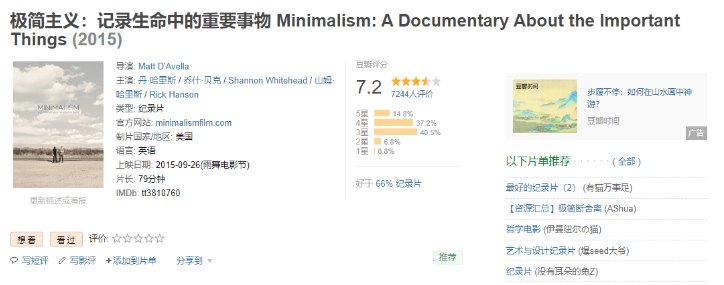 极简主义：记录生命中的重要事物 Minimalism: A Documentary About the Important
Things (2015)
MINIMALISM
更新描述或海报
导演: Matt D'Avella
主演: 丹·哈里斯 / 乔什·贝克 / Shannon Whitehead / 山姆·
哈里斯 / Rick Hanson
类型: 纪录片
官方网站: minimalismfilm.com
制片国家/地区: 美国
语言: 英语
上映日期: 2015-09-26(雨舞电影节)
片长: 79分钟
IMDb: tt3810760
豆瓣评分
7.2
7244人评价
5星 14.8%
4星 37.2%
3星 40.5%
2星 6.8%
1星 0.8%
好于 66% 纪录片
想看 看过 评价:
写短评 写影评 +添加到片单 分享到
推荐
豆瓣时间
步履不停：如何在山水画中神
游？
豆瓣时间
广告
以下片单推荐 · · · · · · ( 全部 )
最好的纪录片（2） (有猫万事足)
【资源汇总】极简断舍离 (AShua)
哲学电影 (伊曼纽尔の猫)
艺术与设计纪录片 (爆seed大爷)
纪录片 (没有耳朵的兔Z)